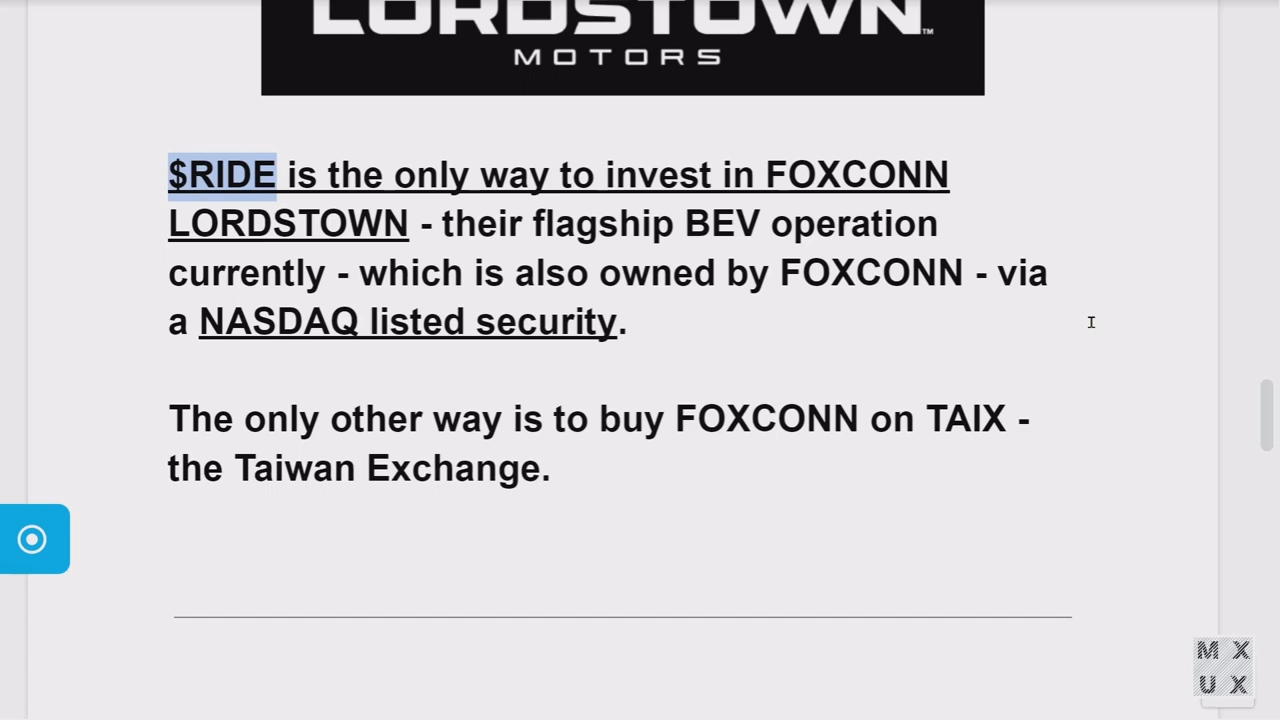 LORDSTOWN™
MOTORS
$RIDE is the only way to invest in FOXCONN
LORDSTOWN - their flagship BEV operation
currently - which is also owned by FOXCONN - via
a NASDAQ listed security.
The only other way is to buy FOXCONN on TAIX -
the Taiwan Exchange.
M X
U X